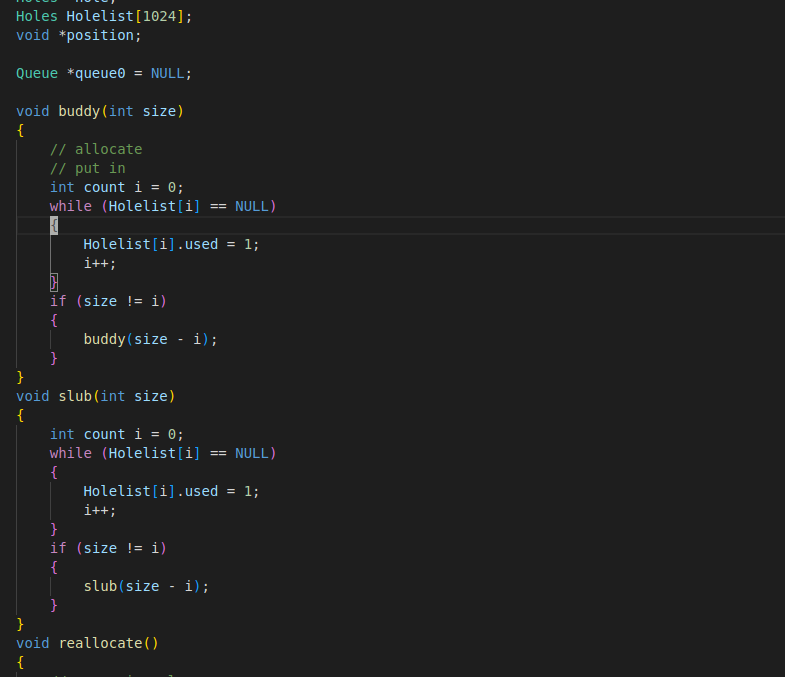 Holes *hole;
Holes Holelist[1024];
void *position;
Queue *queue0 = NULL;
void buddy(int size)
{
// allocate
// put in
int count i = 0;
while (Holelist[i] == NULL)
{
Holelist[i].used = 1;
i++;
}
if (size != i)
{
buddy(size - i);
}
}
void slub(int size)
{
int count i = 0;
while (Holelist[i] == NULL)
{
Holelist[i].used = 1;
i++;
}
if (size != i)
{
slub(size - i);
}
}
void reallocate()
{